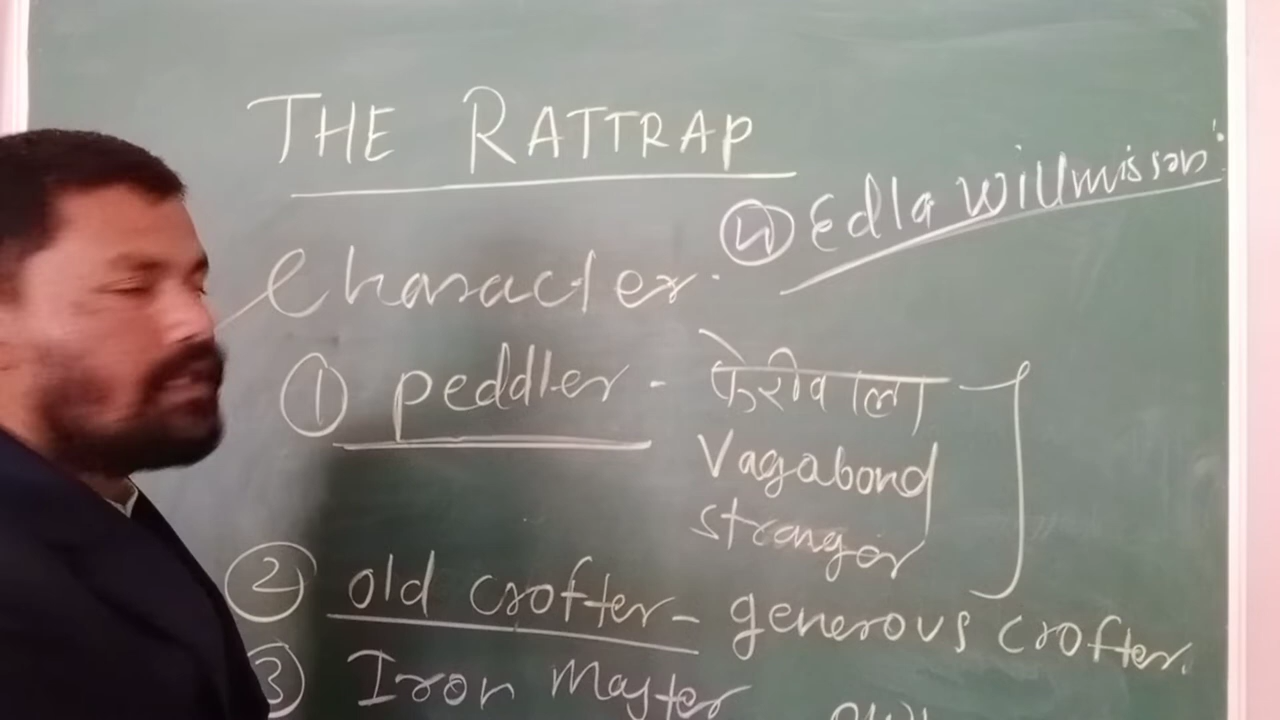 THE RATTRAP
④ Edla Willmisson
Character
① peddler - फेरीवाला
Vagabond
stranger
② old crofter - generous crofter.
③ Iron Master